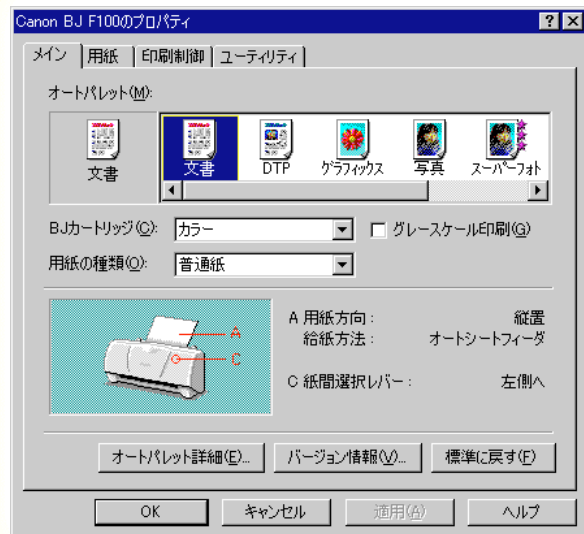 Canon BJ F100のプロパティ
メイン 用紙 印刷制御 ユーティリティ
オートパレット(M):
文書 文書 DTP グラフィックス 写真 スーパーフォト
BJカートリッジ(C): カラー グレースケール印刷(G)
用紙の種類(O): 普通紙
A 用紙方向： 縦置
A
給紙方法： オートシートフィーダ
C
C 紙間選択レバー： 左側へ
オートパレット詳細(E)... バージョン情報(V)... 標準に戻す(F)
OK キャンセル 適用(A) ヘルプ